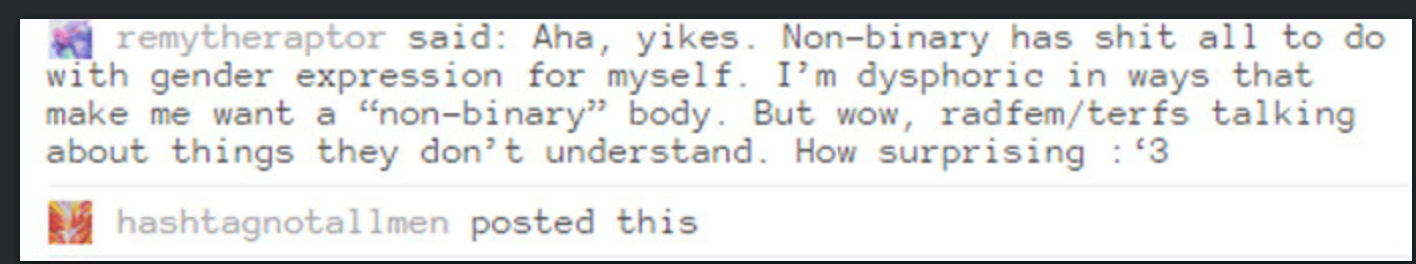 remytheraptor said: Aha, yikes. Non-binary has shit all to do
with gender expression for myself. I'm dysphoric in ways that
make me want a “non-binary” body. But wow, radfem/terfs talking
about things they don't understand. How surprising :‘3
hashtagnotallmen posted this